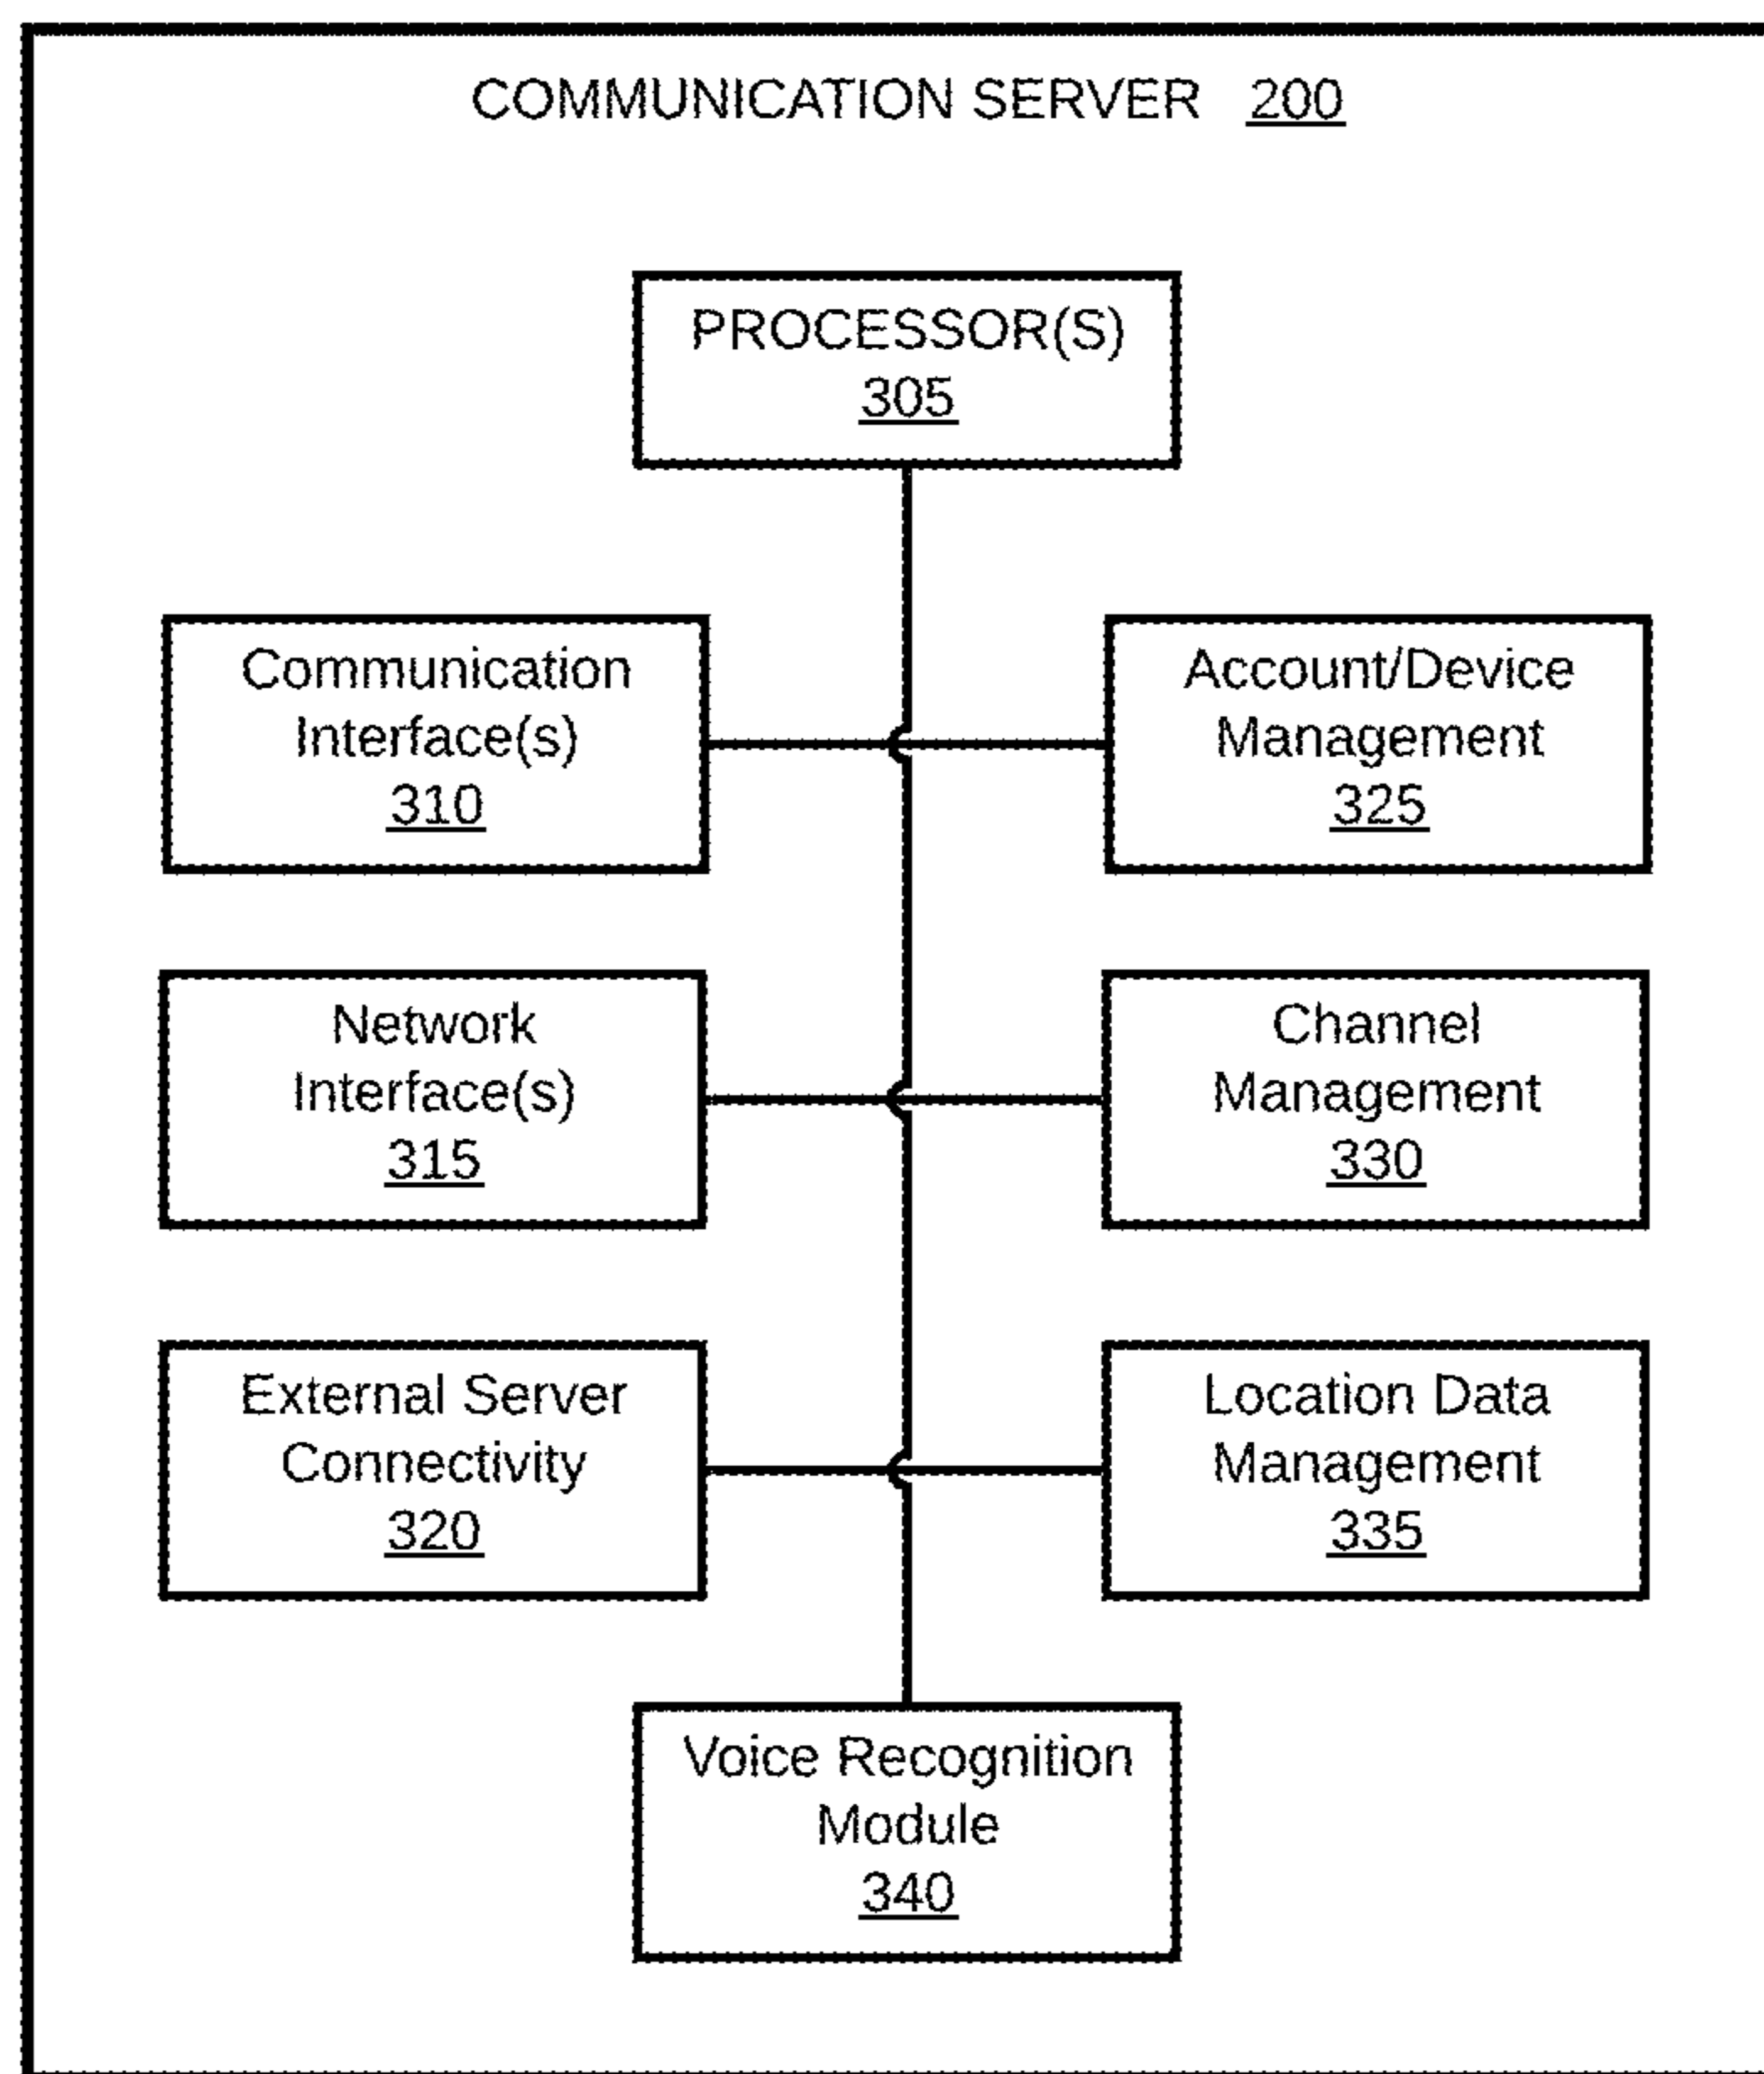 COMMUNICATION SERVER 200
PROCESSOR(S)
305
Communication
Interface(s)
310
Account/Device
Management
325
Network
Interface(s)
315
Channel
Management
330
External Server
Connectivity
320
Location Data
Management
335
Voice Recognition
Module
340